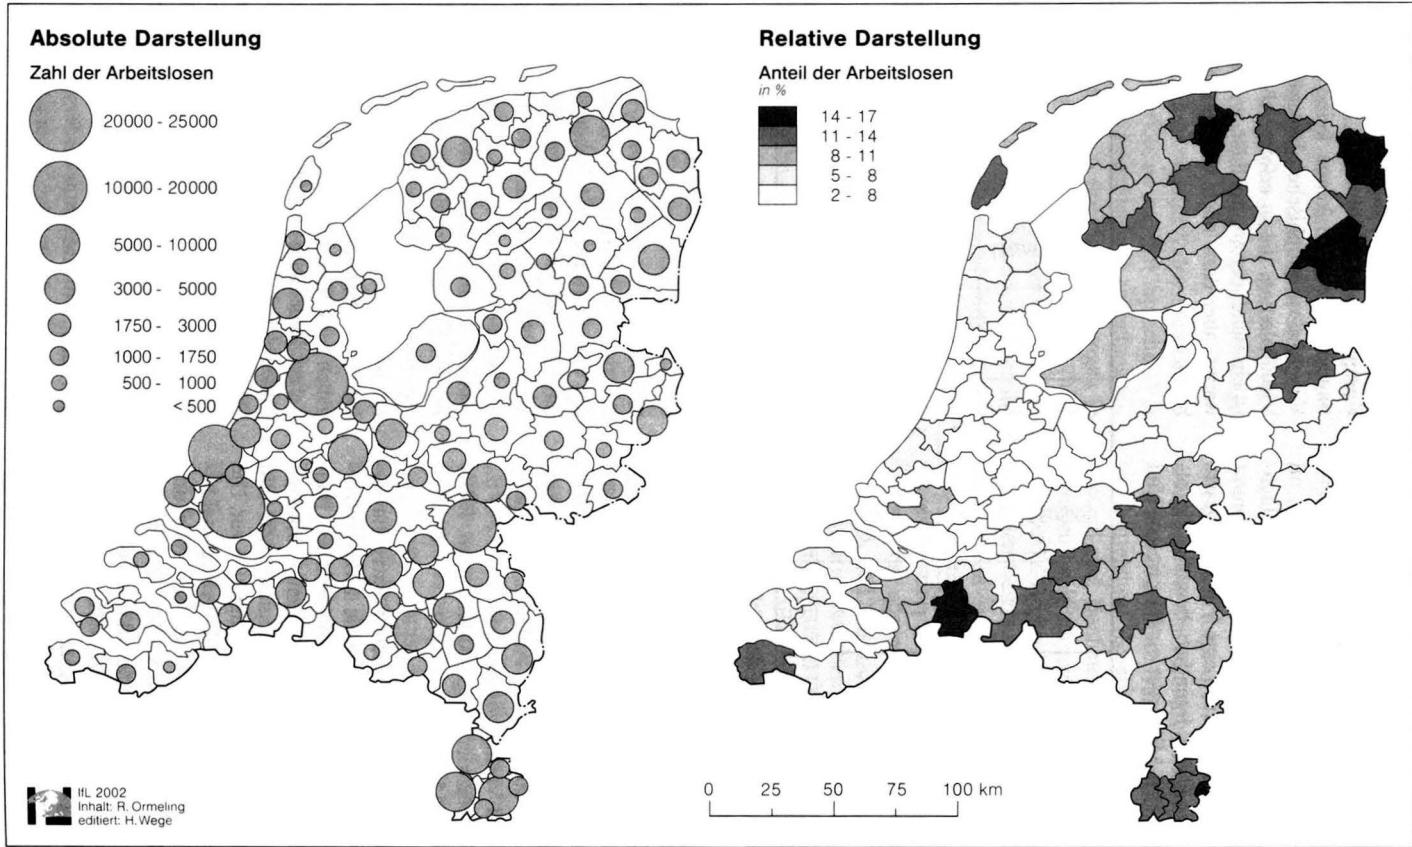 Absolute Darstellung
Zahl der Arbeitslosen
20000 - 25000
10000 - 20000
5000 - 10000
3000 - 5000
1750 - 3000
1000 - 1750
500 - 1000
< 500
IfL 2002
Inhalt: R. Ormeling
editiert: H. Wege
Relative Darstellung
Anteil der Arbeitslosen
in %
14 - 17
11 - 14
8 - 11
5 - 8
2 - 8
0 25 50 75 100 km